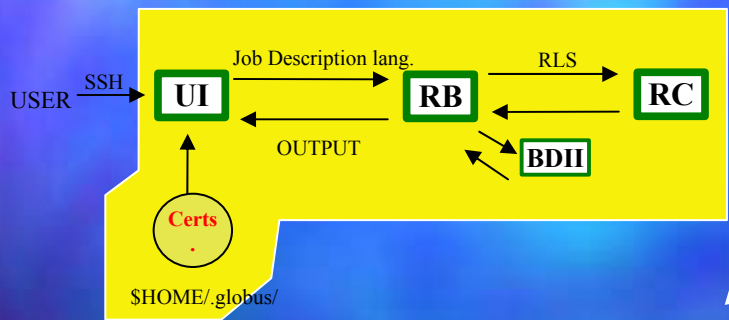 Job Description lang.
RLS
USER
SSH
UI
RB
RC
OUTPUT
BDII
Certs
.
$HOME/.globus/